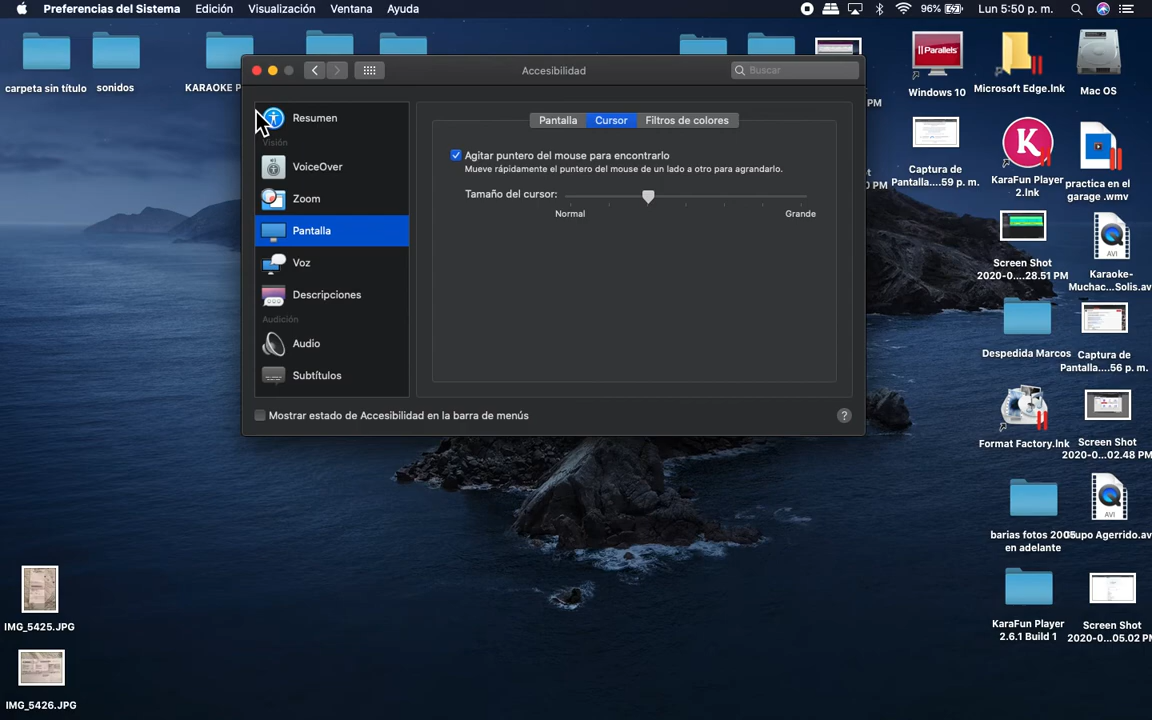 Preferencias del Sistema Edición Visualización Ventana Ayuda 96% Lun 5:50 p. m.
Accesibilidad
Buscar
Resumen
Visión
VoiceOver
Zoom
Pantalla
Voz
Descripciones
Audición
Audio
Subtítulos
Pantalla Cursor Filtros de colores
Agitar puntero del mouse para encontrarlo
Mueve rápidamente el puntero del mouse de un lado a otro para agrandarlo.
Tamaño del cursor:
Normal Grande
Mostrar estado de Accesibilidad en la barra de menús
?
carpeta sin título
sonidos
KARAOKE P
PM
Parallels
Windows 10
Microsoft Edge.lnk
Mac OS
Captura de
Pantalla....59 p. m.
KaraFun Player
2.lnk
practica en el
garage .wmv
Screen Shot
2020-0....28.51 PM
AVI
Karaoke-
Muchac...Solis.av
Despedida Marcos
Captura de
Pantalla....56 p. m.
Format Factory.lnk
Screen Shot
2020-0...02.48 PM
barias fotos 2005
en adelante
AVI
upo Agerrido.av
KaraFun Player
2.6.1 Build 1
Screen Shot
2020-0...05.02 P
IMG_5425.JPG
IMG_5426.JPG